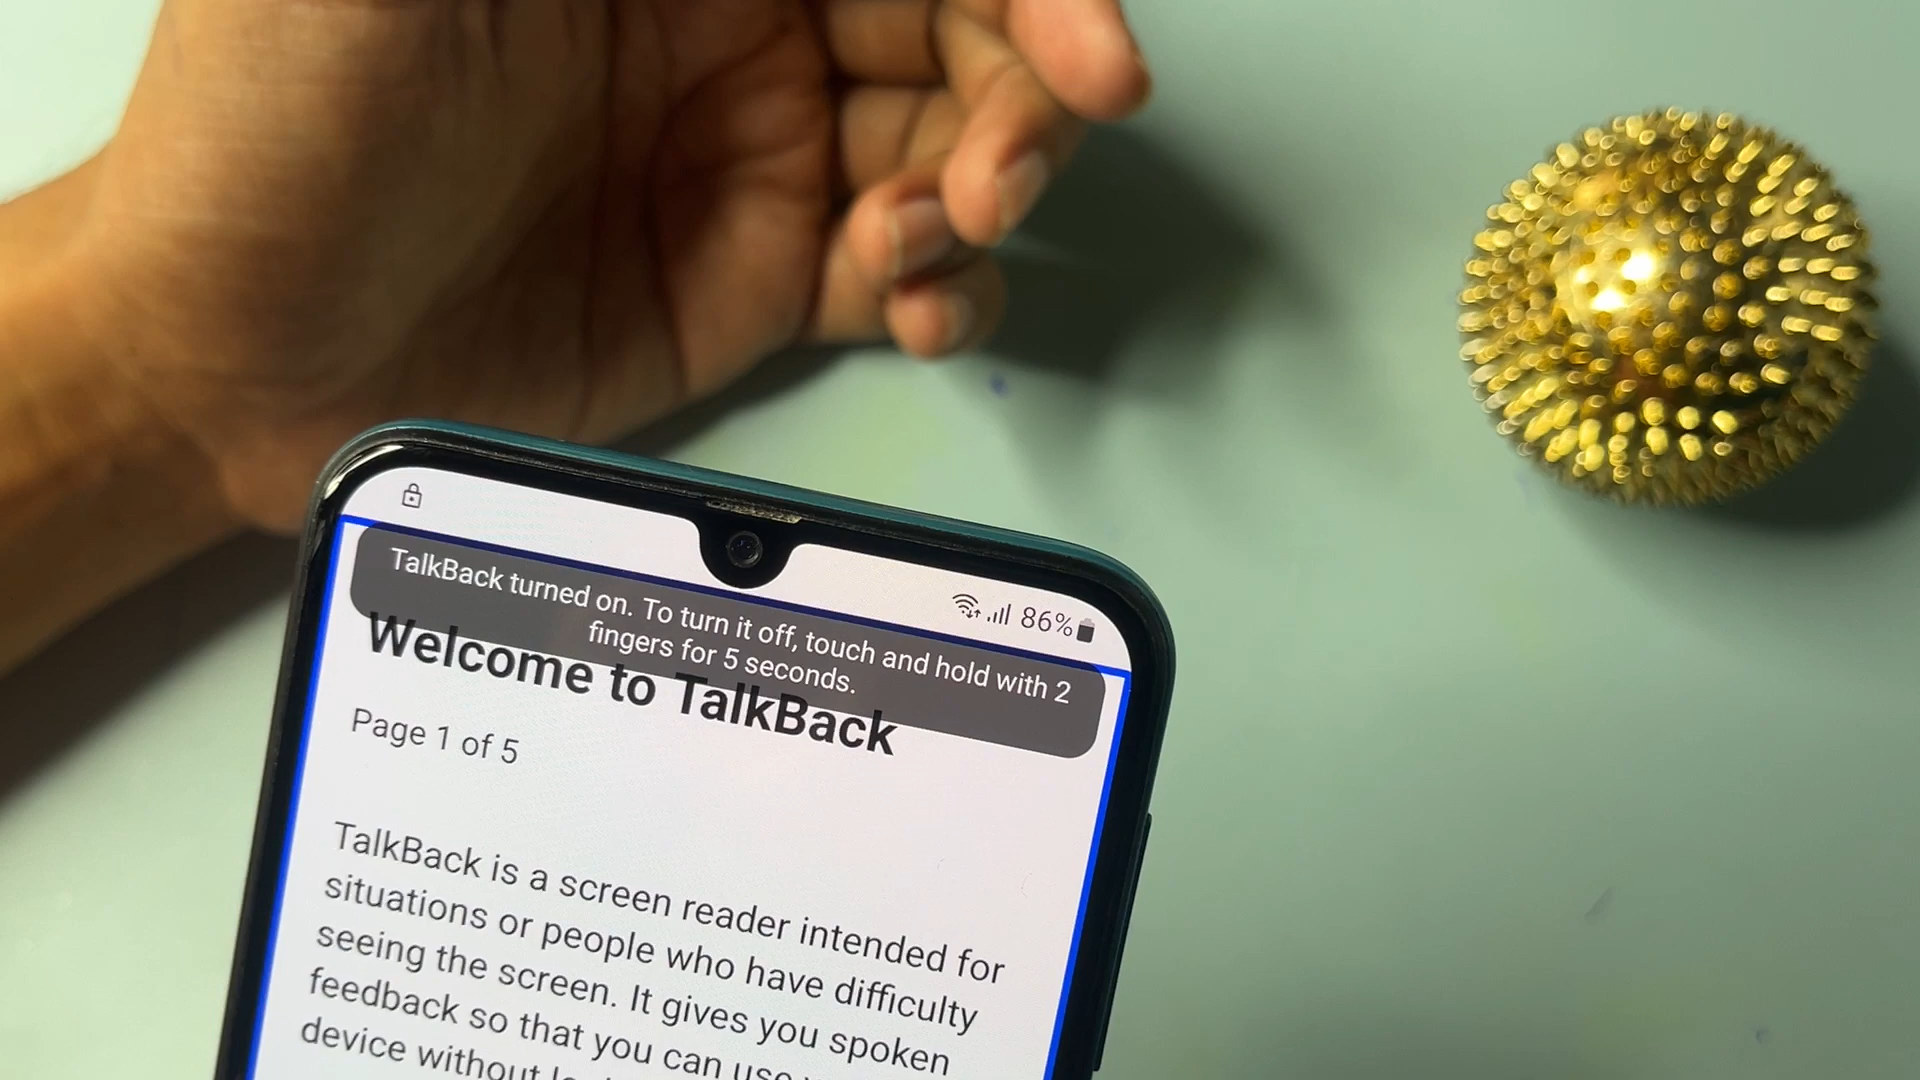 86%
TalkBack turned on. To turn it off, touch and hold with 2
fingers for 5 seconds.
Welcome to TalkBack
Page 1 of 5
TalkBack is a screen reader intended for
situations or people who have difficulty
seeing the screen. It gives you spoken
feedback so that you can use
device without